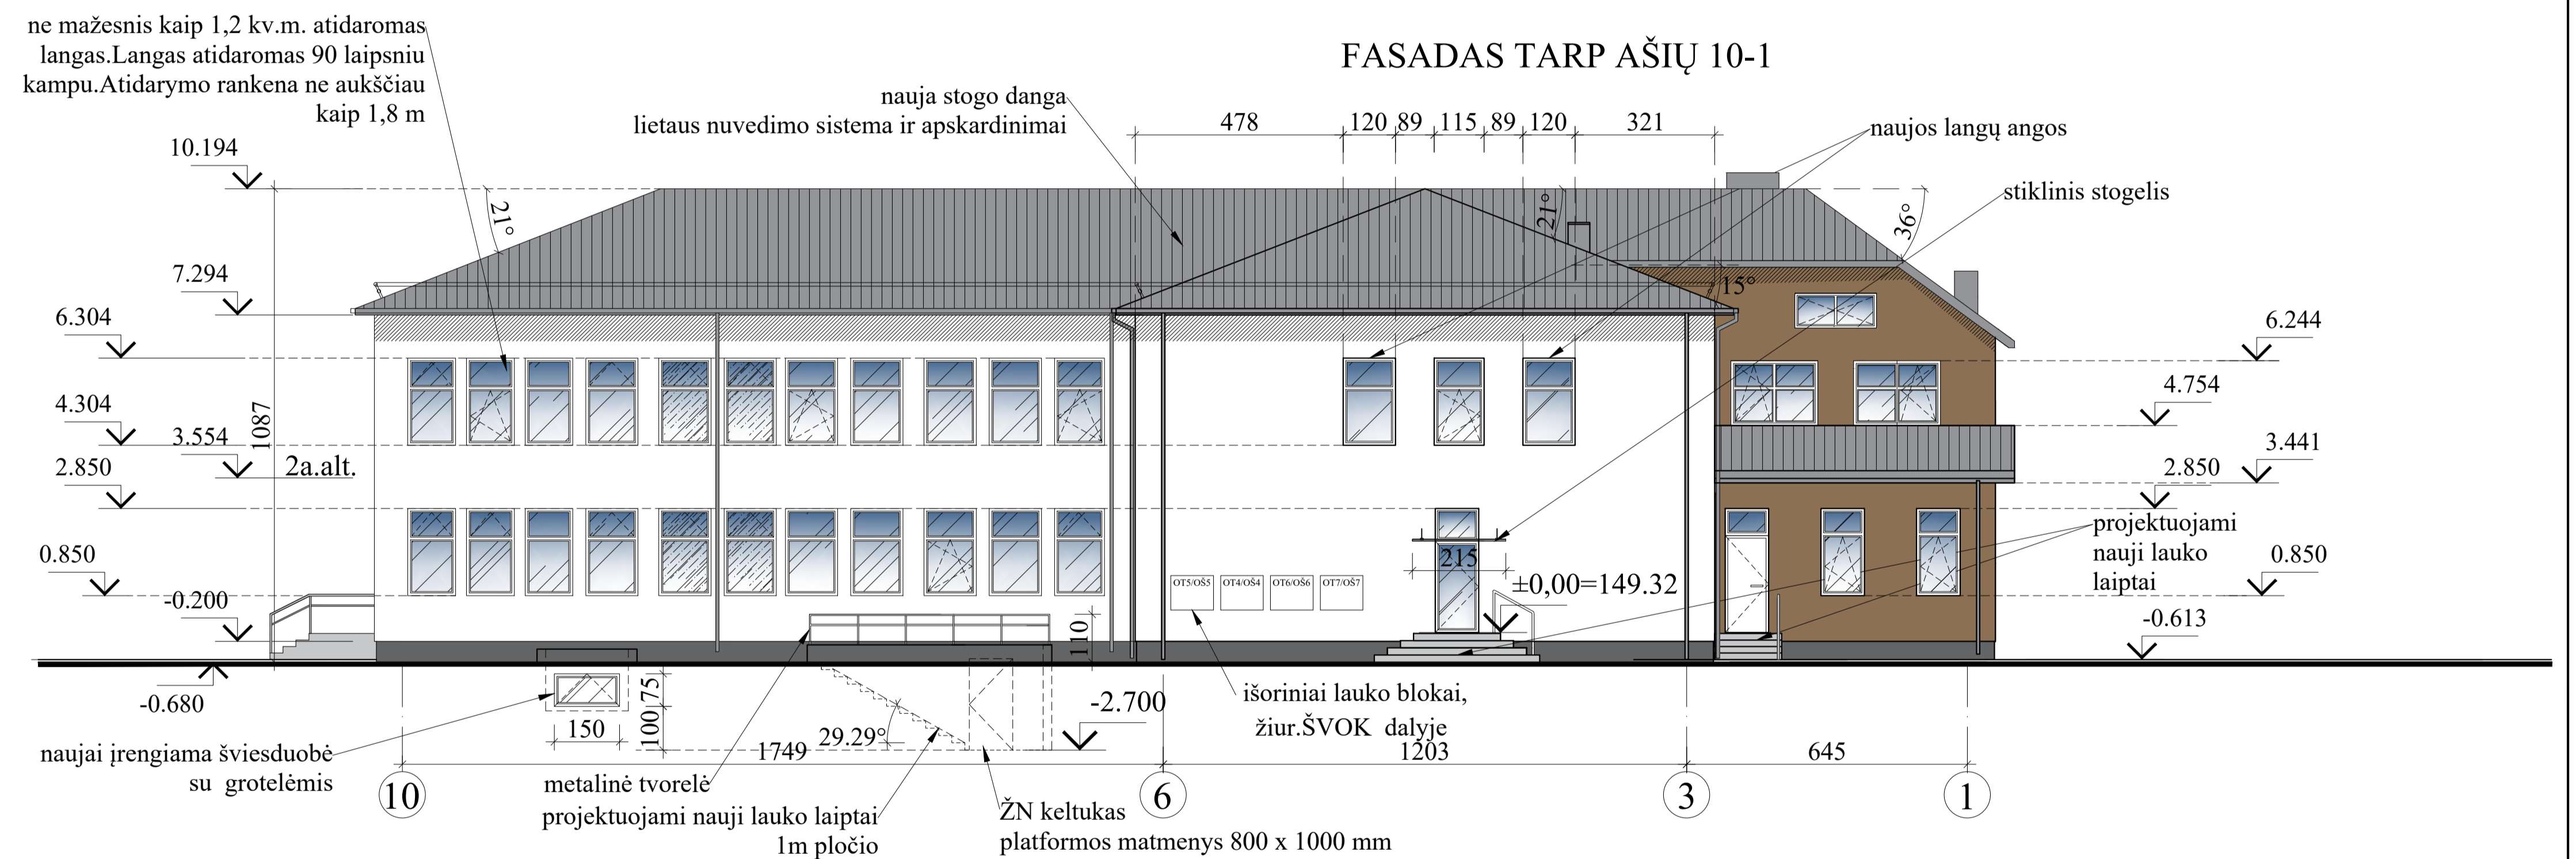 ne mažesnis kaip 1,2 kv.m. atidaromas
langas.Langas atidaromas 90 laipsniu
kampu.Atidarymo rankena ne aukščiau
kaip 1,8 m
FASADAS TARP AŠIŲ 10-1
nauja stogo danga
lietaus nuvedimo sistema ir apskardinimai
478 120 89 115 89 120 321
naujos langų angos
stiklinis stogelis
10.194
7.294
6.304
4.304
3.554
2a.alt.
2.850
0.850
-0.200
-0.680
1087
21°
21°
36°
15°
6.244
4.754
3.441
2.850
projektuojami
nauji lauko
laiptai
0.850
-0.613
OT5/OŠ5 OT4/OŠ4 OT6/OŠ6 OT7/OŠ7
215
±0,00=149.32
110
75
100
150
29.29°
-2.700
išoriniai lauko blokai,
žiur.ŠVOK dalyje
1749 1203 645
naujai įrengiama šviesduobė
su grotelėmis
metalinė tvorelė
projektuojami nauji lauko laiptai
1m pločio
ŽN keltukas
platformos matmenys 800 x 1000 mm
10 6 3 1